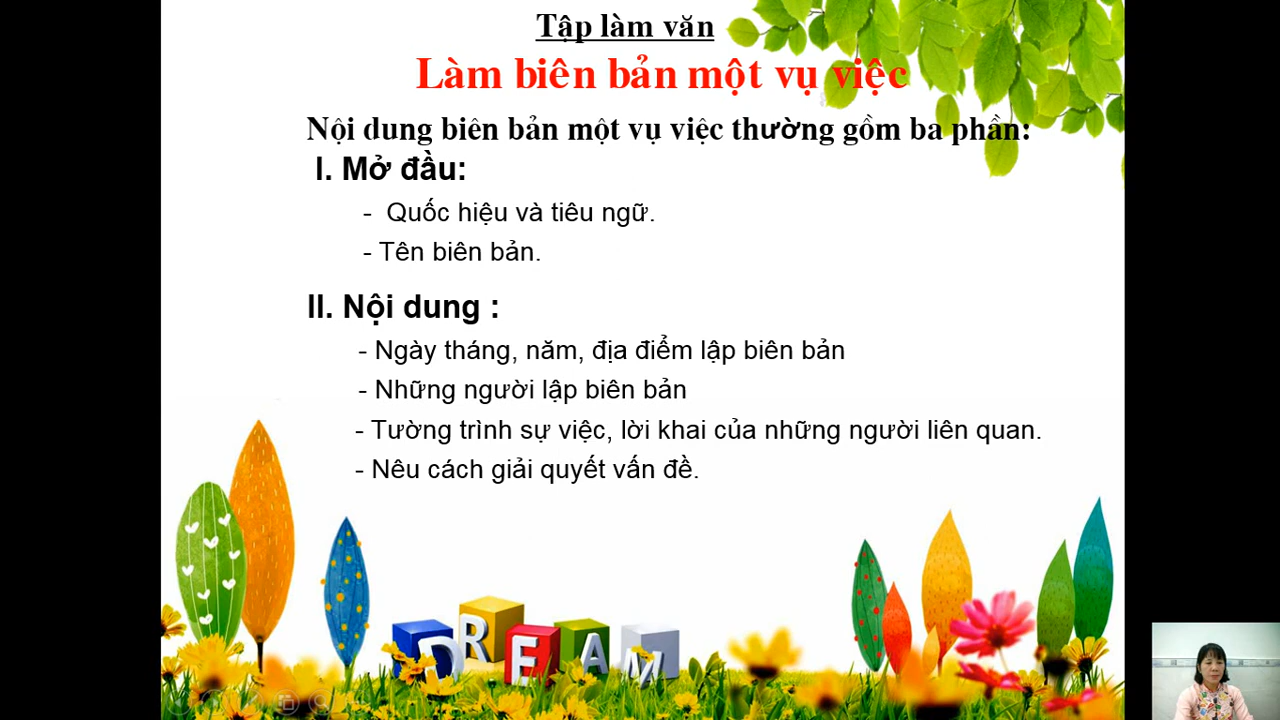 Tập làm văn
Làm biên bản một vụ việc
Nội dung biên bản một vụ việc thường gồm ba phần:
I. Mở đầu:
- Quốc hiệu và tiêu ngữ.
- Tên biên bản.
II. Nội dung :
- Ngày tháng, năm, địa điểm lập biên bản
- Những người lập biên bản
- Tường trình sự việc, lời khai của những người liên quan.
- Nêu cách giải quyết vấn đề.
DREAM